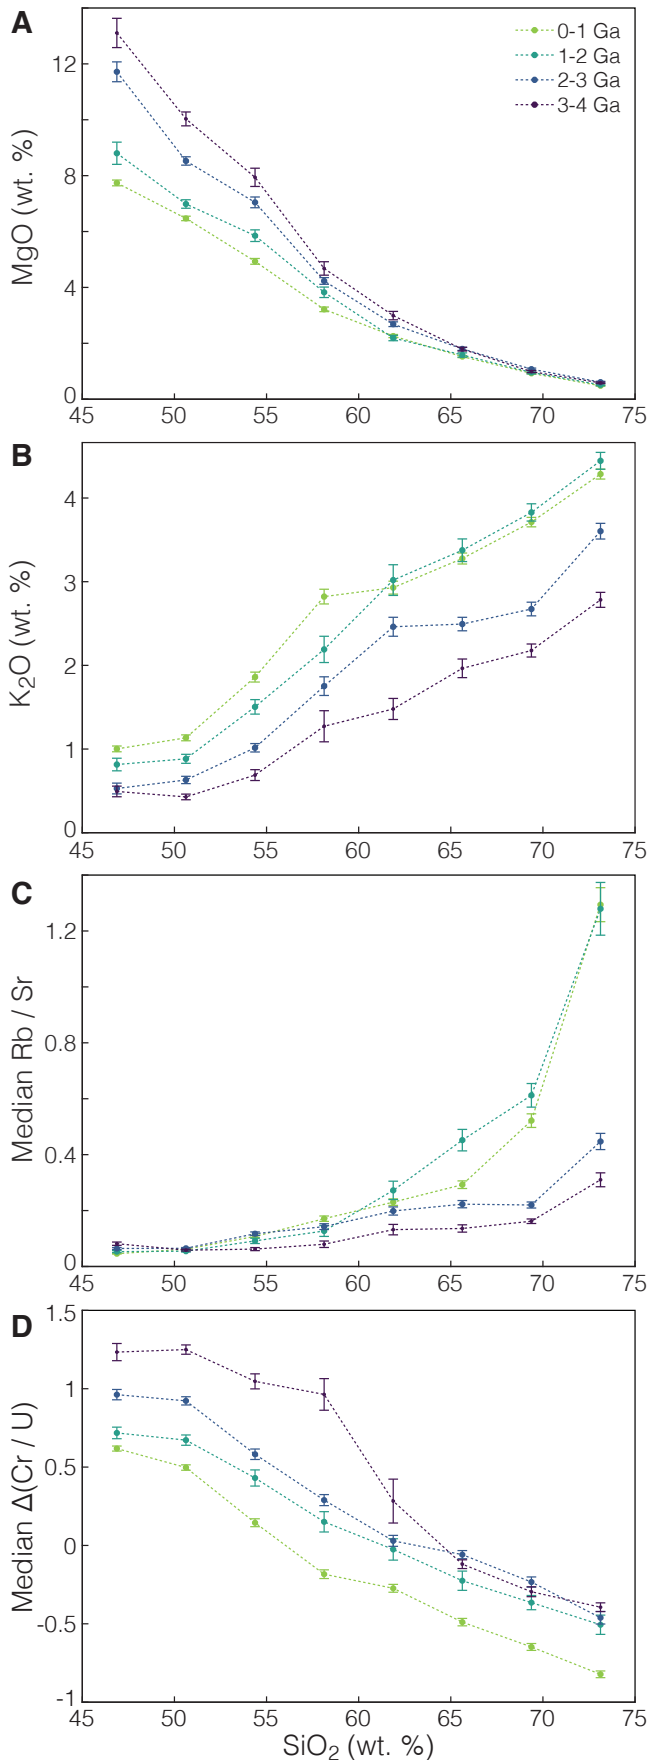 A
0-1 Ga
1-2 Ga
2-3 Ga
3-4 Ga
MgO (wt. %)
12
8
4
0
45 50 55 60 65 70 75
B
K₂O (wt. %)
4
3
2
1
0
45 50 55 60 65 70 75
C
Median Rb / Sr
1.2
0.8
0.4
0
45 50 55 60 65 70 75
D
Median Δ(Cr / U)
1.5
1
0.5
0
-0.5
-1
45 50 55 60 65 70 75
SiO₂ (wt. %)